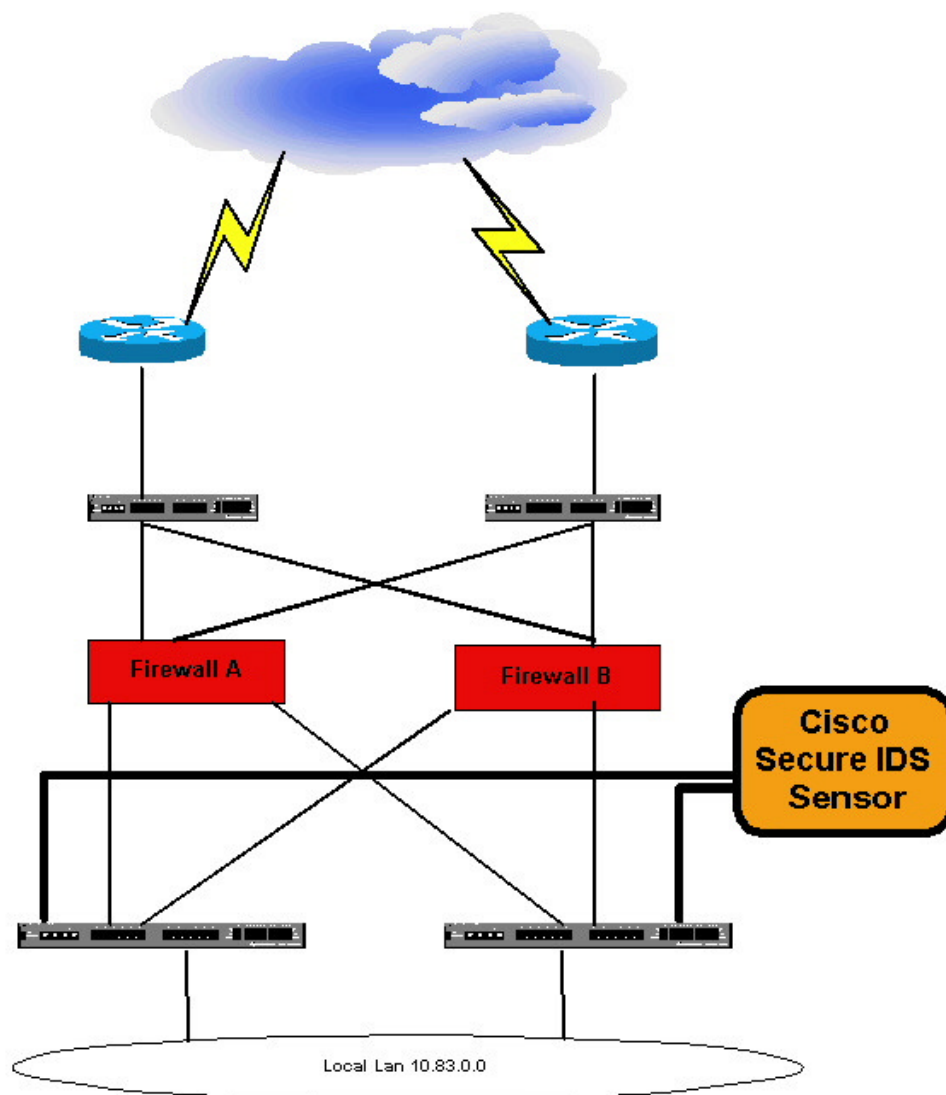 Firewall A
Firewall B
Cisco
Secure IDS
Sensor
Local Lan 10.83.0.0